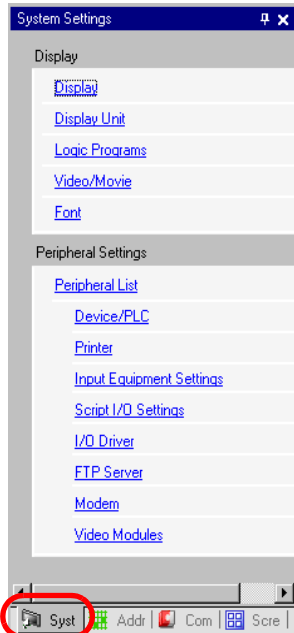 System Settings
Display
Display
Display Unit
Logic Programs
Video/Movie
Font
Peripheral Settings
Peripheral List
Device/PLC
Printer
Input Equipment Settings
Script I/O Settings
I/O Driver
FTP Server
Modem
Video Modules
Syst Addr Com Scre